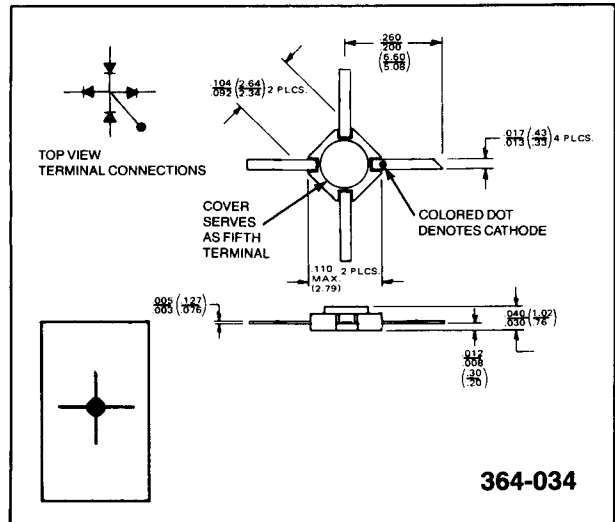 .260
.200
(6.60
5.08)
.104 (2.64
.092 (2.34) 2 PLCS.
.017 (.43
.013 (.33) 4 PLCS.
TOP VIEW
TERMINAL CONNECTIONS
COVER
SERVES
AS FIFTH
TERMINAL
COLORED DOT
DENOTES CATHODE
.110 2 PLCS.
MAX.
(2.79)
.005 (.127
.003 (.076)
.040 (1.02
.030 (.76)
.012
.008
(.30
.20)
364-034